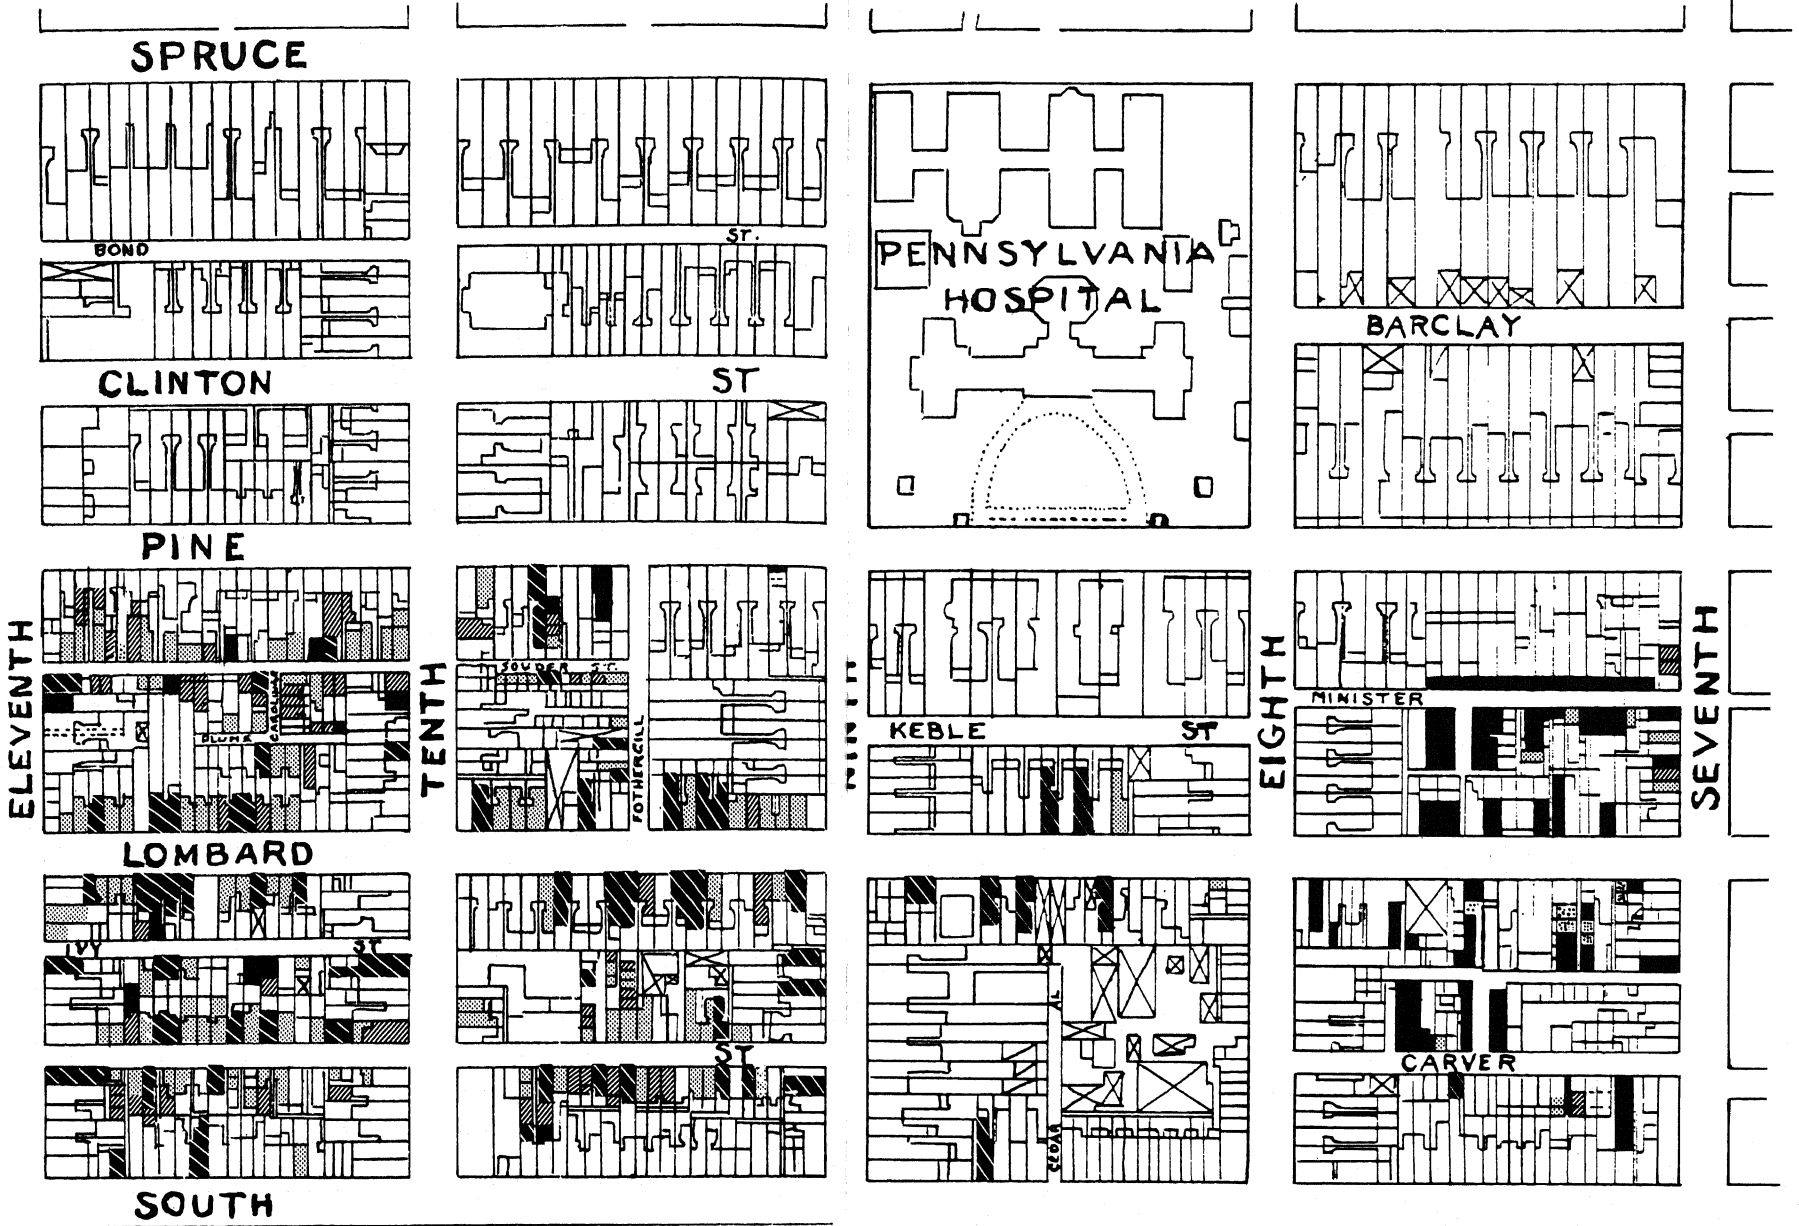 SPRUCE
BOND
ST.
PENNSYLVANIA
HOSPITAL
BARCLAY
CLINTON
ST
PINE
ELEVENTH
TENTH
EIGHTH
SEVENTH
SOUDER ST.
MINISTER
KEBLE
ST
FOTHERGILL
LOMBARD
IVY
ST
ST
CARVER
CEDAR
AL
SOUTH